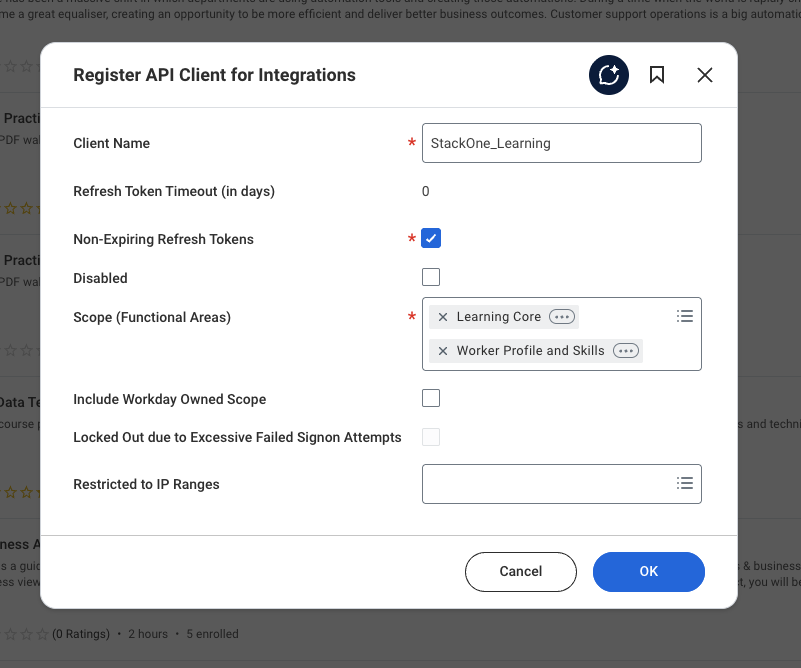 me a great equaliser, creating an opportunity to be more efficient and deliver better business outcomes. Customer support operations is a big automatio
Register API Client for Integrations
Practi
PDF wal
Client Name * StackOne_Learning
Refresh Token Timeout (in days) 0
Non-Expiring Refresh Tokens *
Practi
PDF wal
Disabled
Scope (Functional Areas) * Learning Core
Worker Profile and Skills
Include Workday Owned Scope
Data Te
course p
s and techni
Locked Out due to Excessive Failed Signon Attempts
Restricted to IP Ranges
ness A
s a guid
& business
ess view
t, you will be
Cancel OK
(0 Ratings) • 2 hours • 5 enrolled